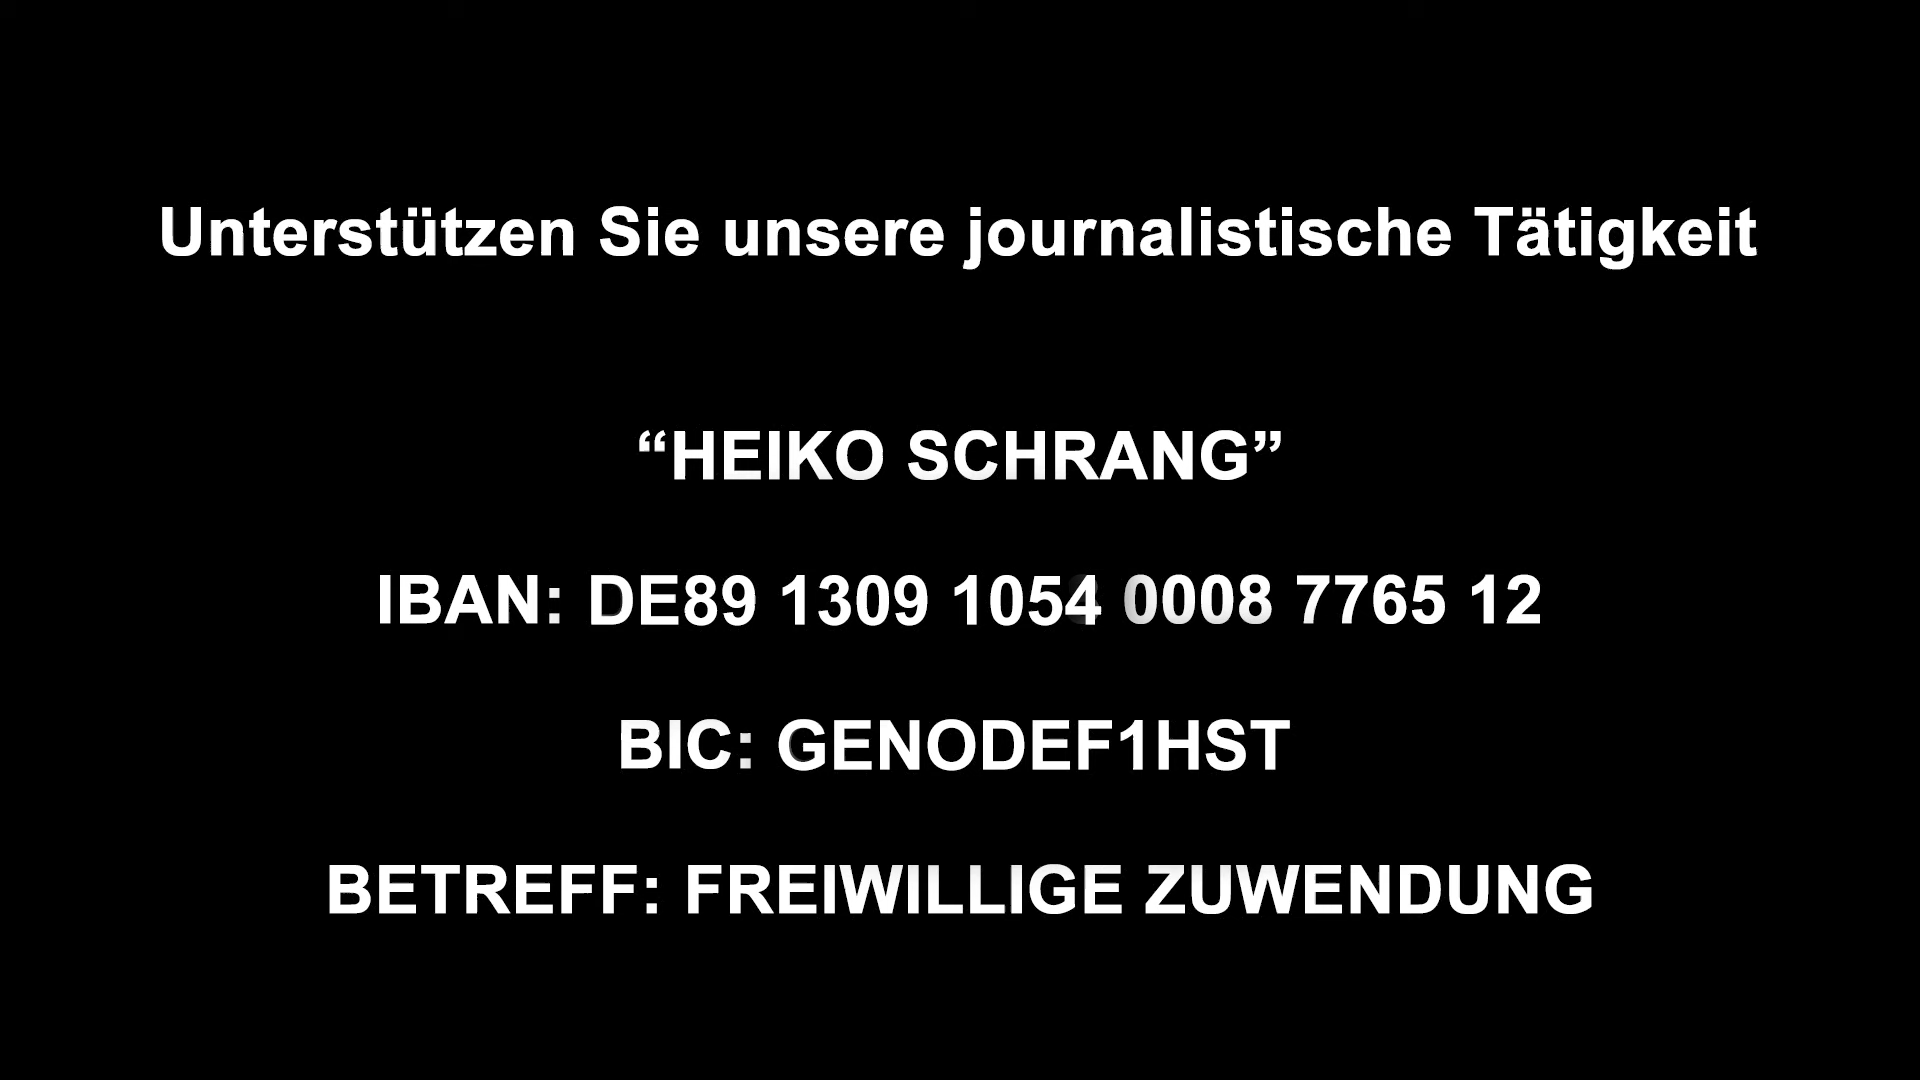 Unterstützen Sie unsere journalistische Tätigkeit
“HEIKO SCHRANG”
IBAN: DE89 1309 1054 0008 7765 12
BIC: GENODEF1HST
BETREFF: FREIWILLIGE ZUWENDUNG